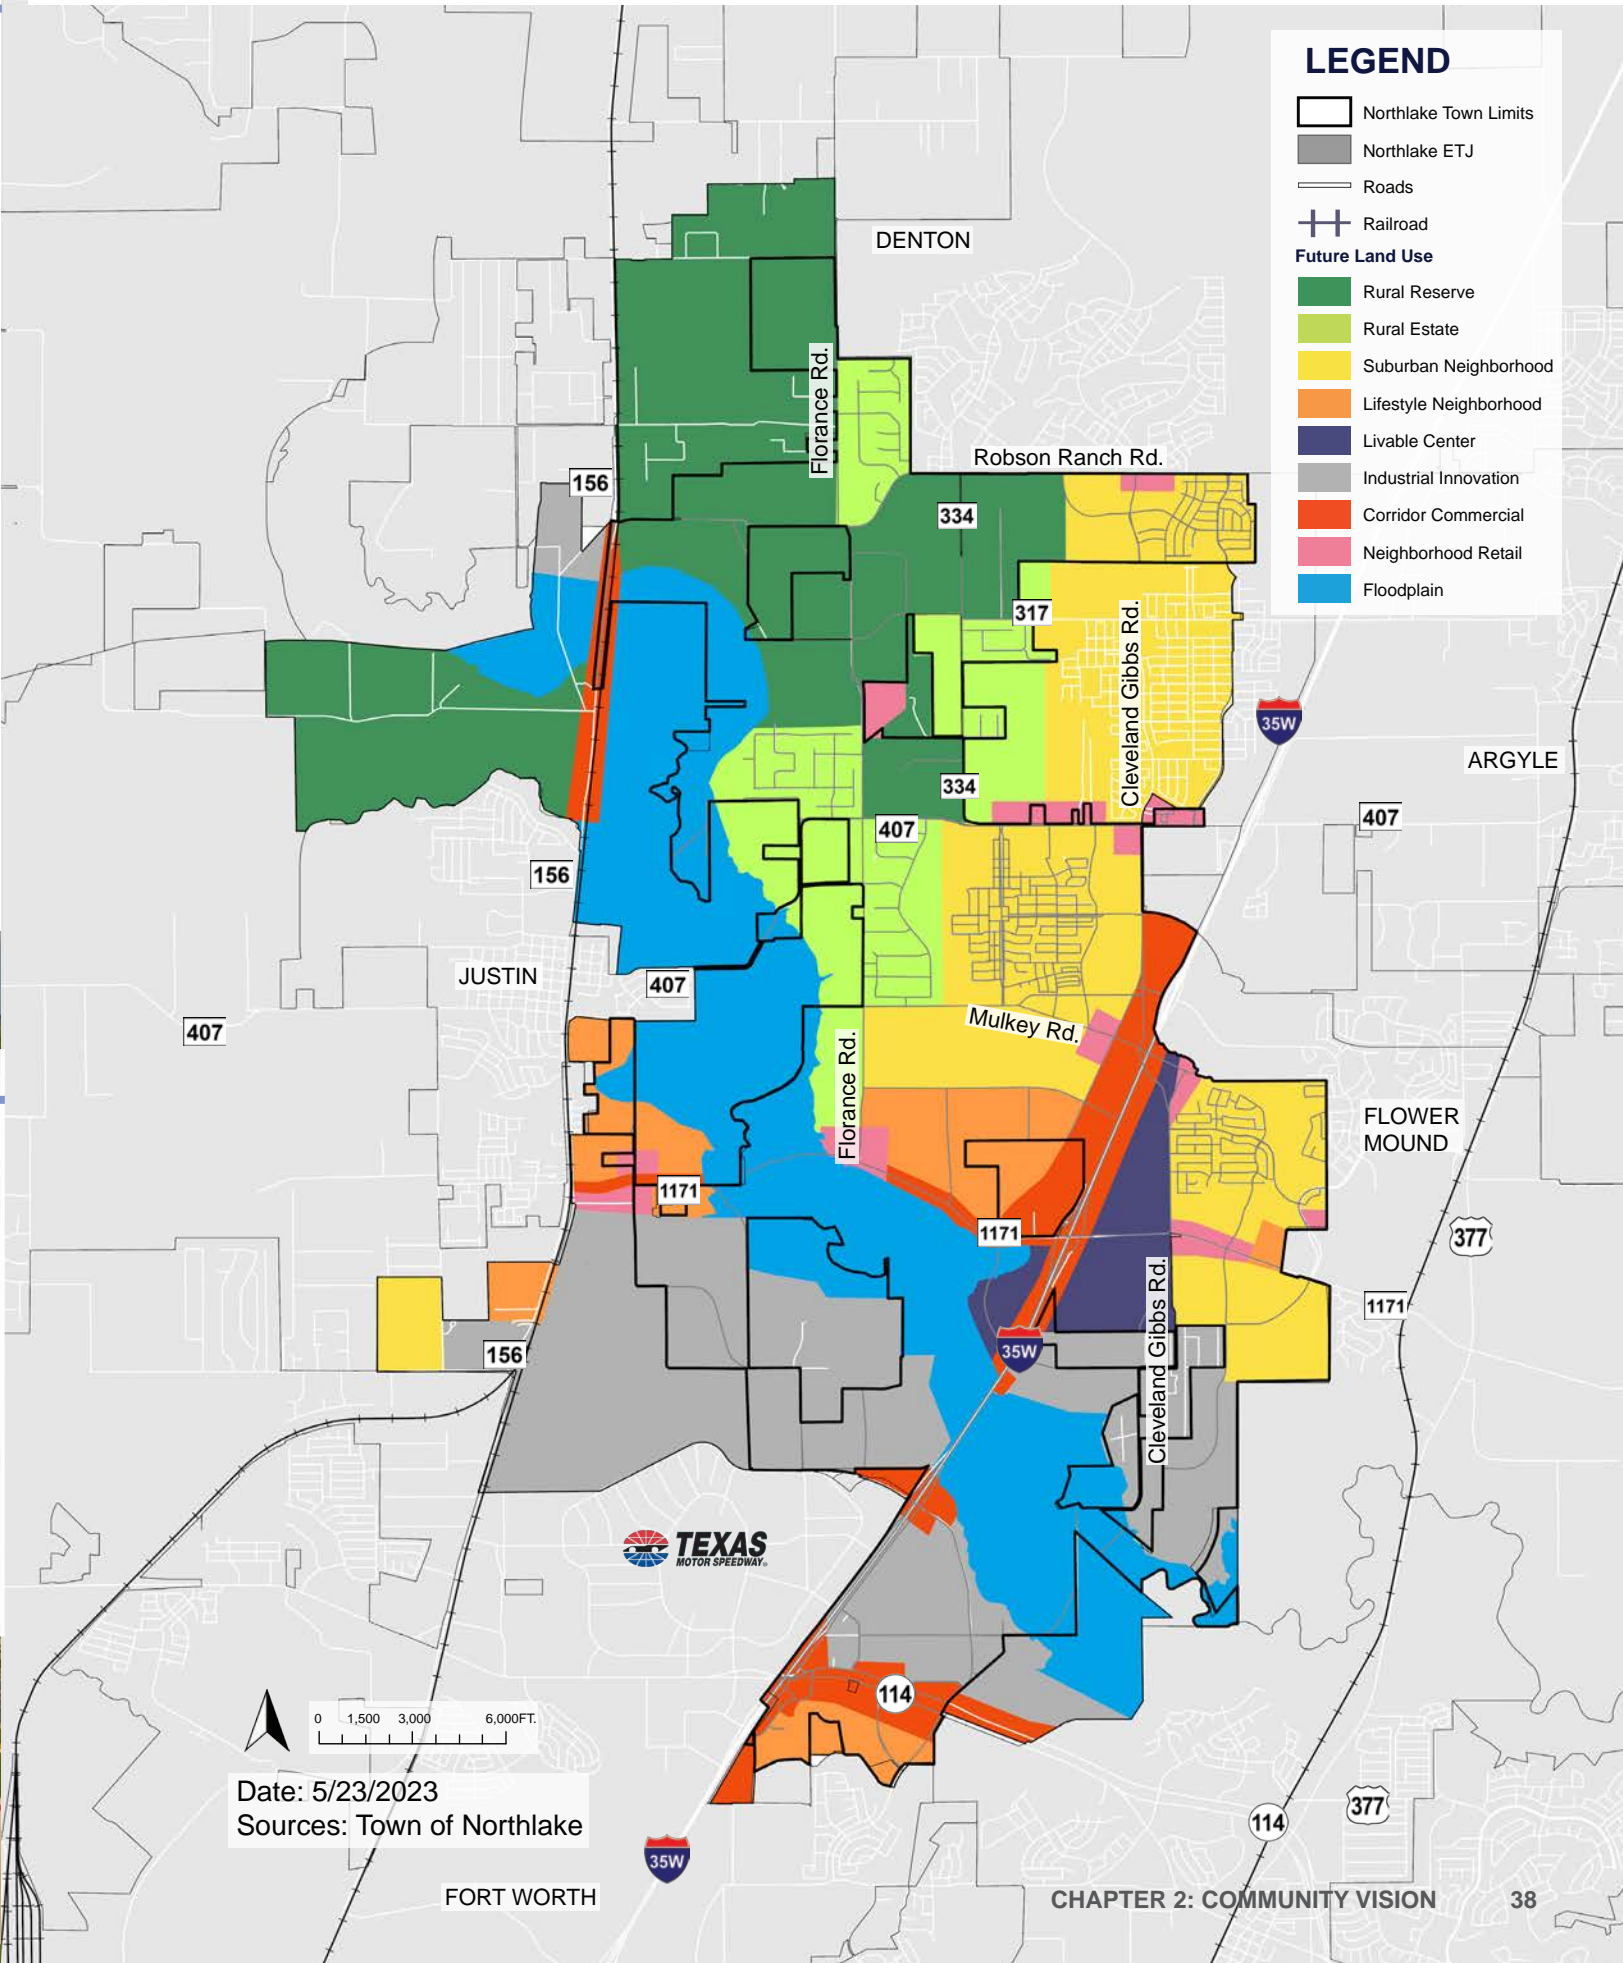 LEGEND
Northlake Town Limits
Northlake ETJ
Roads
Railroad
Future Land Use
Rural Reserve
Rural Estate
Suburban Neighborhood
Lifestyle Neighborhood
Livable Center
Industrial Innovation
Corridor Commercial
Neighborhood Retail
Floodplain
DENTON
Florance Rd.
Robson Ranch Rd.
156
334
317
Cleveland Gibbs Rd.
35W
ARGYLE
334
407
407
156
JUSTIN
407
407
Mulkey Rd.
Florance Rd.
FLOWER
MOUND
1171
1171
377
Cleveland Gibbs Rd.
1171
156
35W
TEXAS
MOTOR SPEEDWAY
114
0 1,500 3,000 6,000FT.
Date: 5/23/2023
Sources: Town of Northlake
377
114
35W
FORT WORTH
CHAPTER 2: COMMUNITY VISION 38